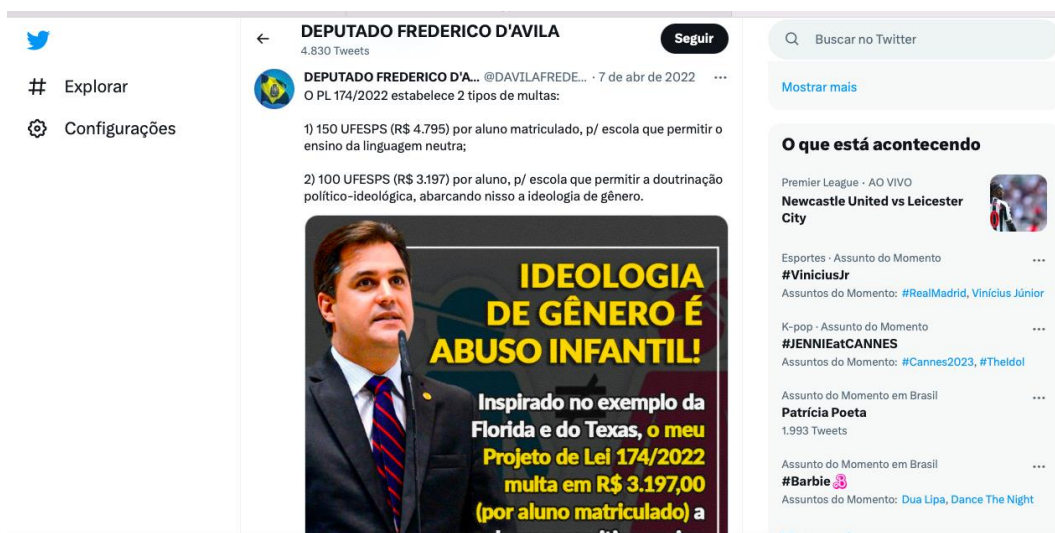 DEPUTADO FREDERICO D'AVILA
4.830 Tweets
Seguir
Explorar
Configurações
DEPUTADO FREDERICO D'A... @DAVILAFREDE... · 7 de abr de 2022 ...
O PL 174/2022 estabelece 2 tipos de multas:
1) 150 UFESPS (R$ 4.795) por aluno matriculado, p/ escola que permitir o
ensino da linguagem neutra;
2) 100 UFESPS (R$ 3.197) por aluno, p/ escola que permitir a doutrinação
político-ideológica, abarcando nisso a ideologia de gênero.
IDEOLOGIA
DE GÊNERO É
ABUSO INFANTIL!
Inspirado no exemplo da
Florida e do Texas, o meu
Projeto de Lei 174/2022
multa em R$ 3.197,00
(por aluno matriculado) a
Buscar no Twitter
Mostrar mais
O que está acontecendo
Premier League · AO VIVO
Newcastle United vs Leicester
City
Esportes · Assunto do Momento
#ViniciusJr
Assuntos do Momento: #RealMadrid, Vinícius Júnior
K-pop · Assunto do Momento
#JENNIEatCANNES
Assuntos do Momento: #Cannes2023, #TheIdol
Assunto do Momento em Brasil
Patrícia Poeta
1.993 Tweets
Assunto do Momento em Brasil
#Barbie
Assuntos do Momento: Dua Lipa, Dance The Night